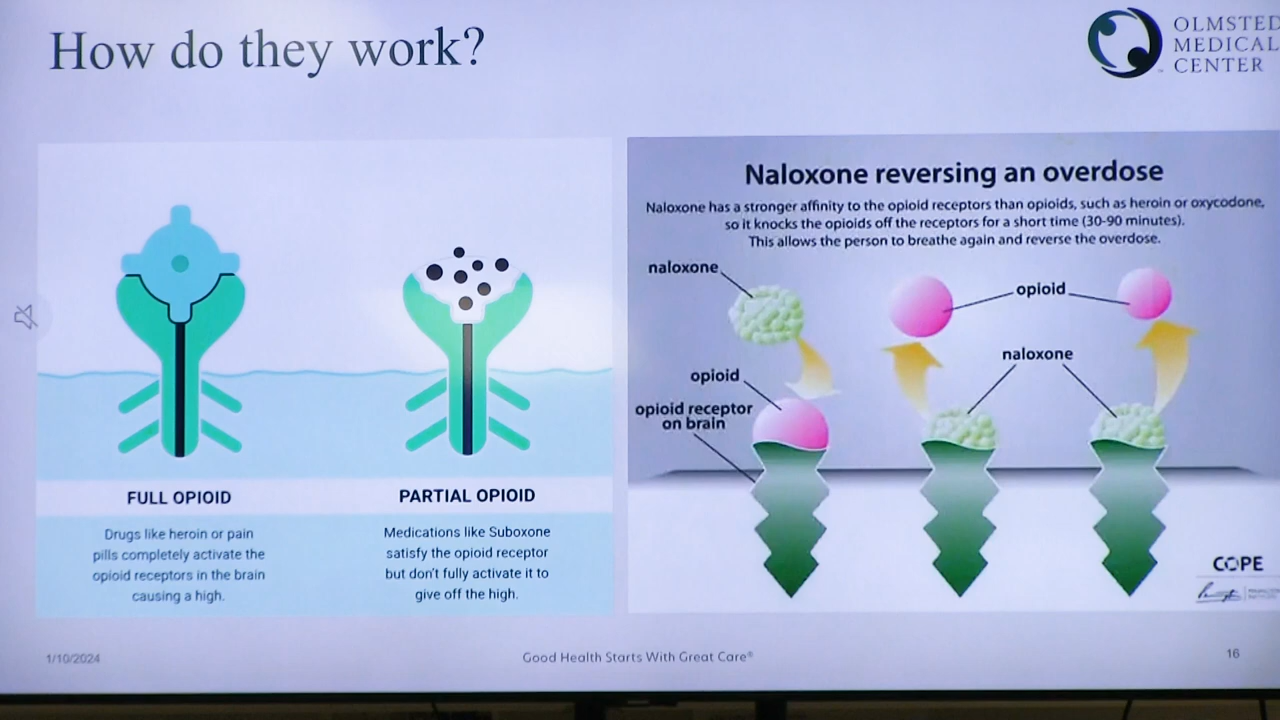 How do they work?
OLMSTED
MEDICAL
CENTER
FULL OPIOID
Drugs like heroin or pain
pills completely activate the
opioid receptors in the brain
causing a high.
PARTIAL OPIOID
Medications like Suboxone
satisfy the opioid receptor
but don't fully activate it to
give off the high.
Naloxone reversing an overdose
Naloxone has a stronger affinity to the opioid receptors than opioids, such as heroin or oxycodone,
so it knocks the opioids off the receptors for a short time (30-90 minutes).
This allows the person to breathe again and reverse the overdose.
naloxone
opioid
opioid
naloxone
opioid receptor
on brain
COPE
1/10/2024
Good Health Starts With Great Care®
16